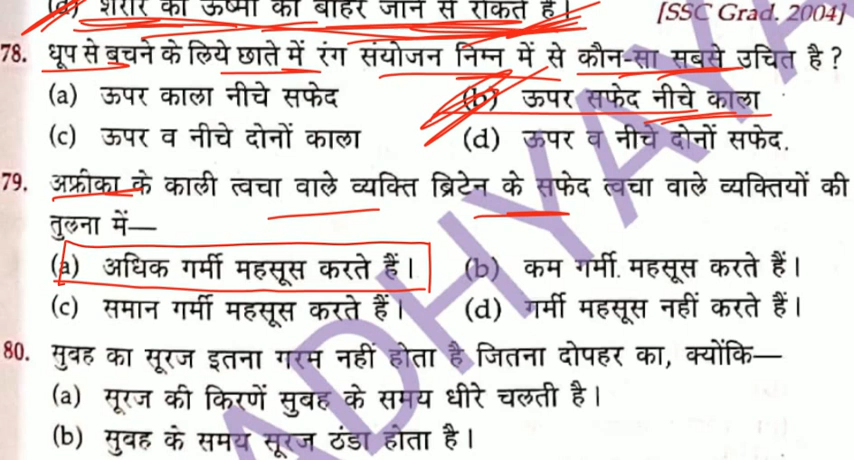 (d) शरीर की ऊष्मा को बाहर जाने से रोकते हैं। [SSC Grad. 2004]
78. धूप से बचने के लिये छाते में रंग संयोजन निम्न में से कौन-सा सबसे उचित है ?
(a) ऊपर काला नीचे सफेद (b) ऊपर सफेद नीचे काला
(c) ऊपर व नीचे दोनों काला (d) ऊपर व नीचे दोनों सफेद.
79. अफ्रीका के काली त्वचा वाले व्यक्ति ब्रिटेन के सफेद त्वचा वाले व्यक्तियों की
तुलना में—
(a) अधिक गर्मी महसूस करते हैं। (b) कम गर्मी. महसूस करते हैं।
(c) समान गर्मी महसूस करते हैं। (d) गर्मी महसूस नहीं करते हैं।
80. सुबह का सूरज इतना गरम नहीं होता है जितना दोपहर का, क्योंकि—
(a) सूरज की किरणें सुबह के समय धीरे चलती है।
(b) सुबह के समय सूरज ठंडा होता है।
ADHYAYA